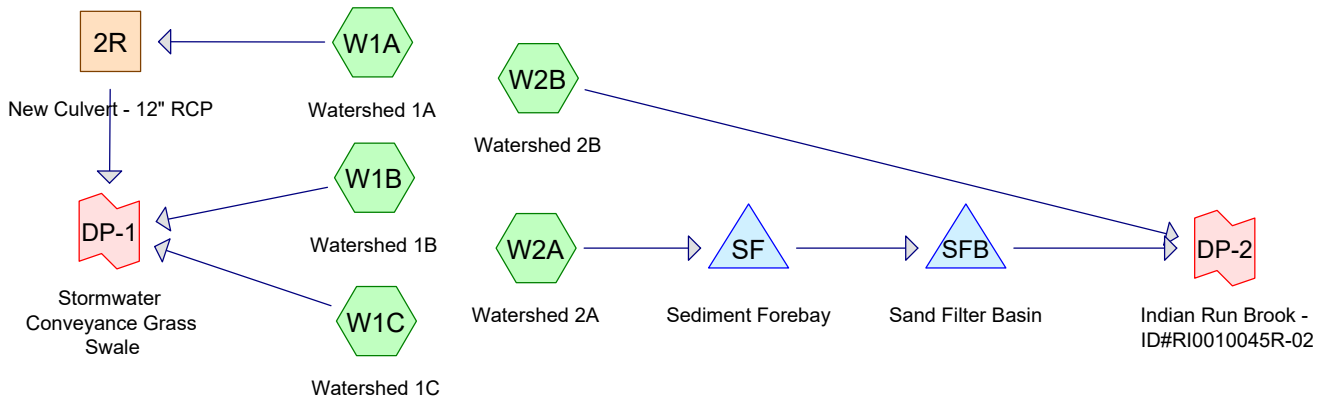 2R
New Culvert - 12" RCP
W1A
Watershed 1A
W1B
Watershed 1B
DP-1
Stormwater
Conveyance Grass
Swale
W1C
Watershed 1C
W2B
Watershed 2B
W2A
Watershed 2A
SF
Sediment Forebay
SFB
Sand Filter Basin
DP-2
Indian Run Brook -
ID#RI0010045R-02